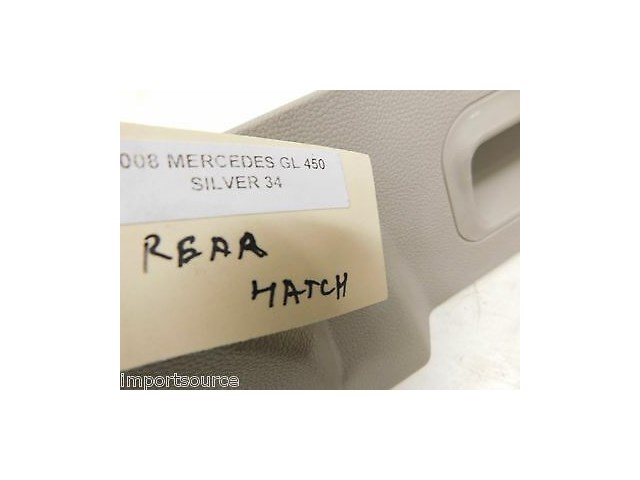 008 MERCEDES GL 450
SILVER 34
REAR
HATCH
importsource